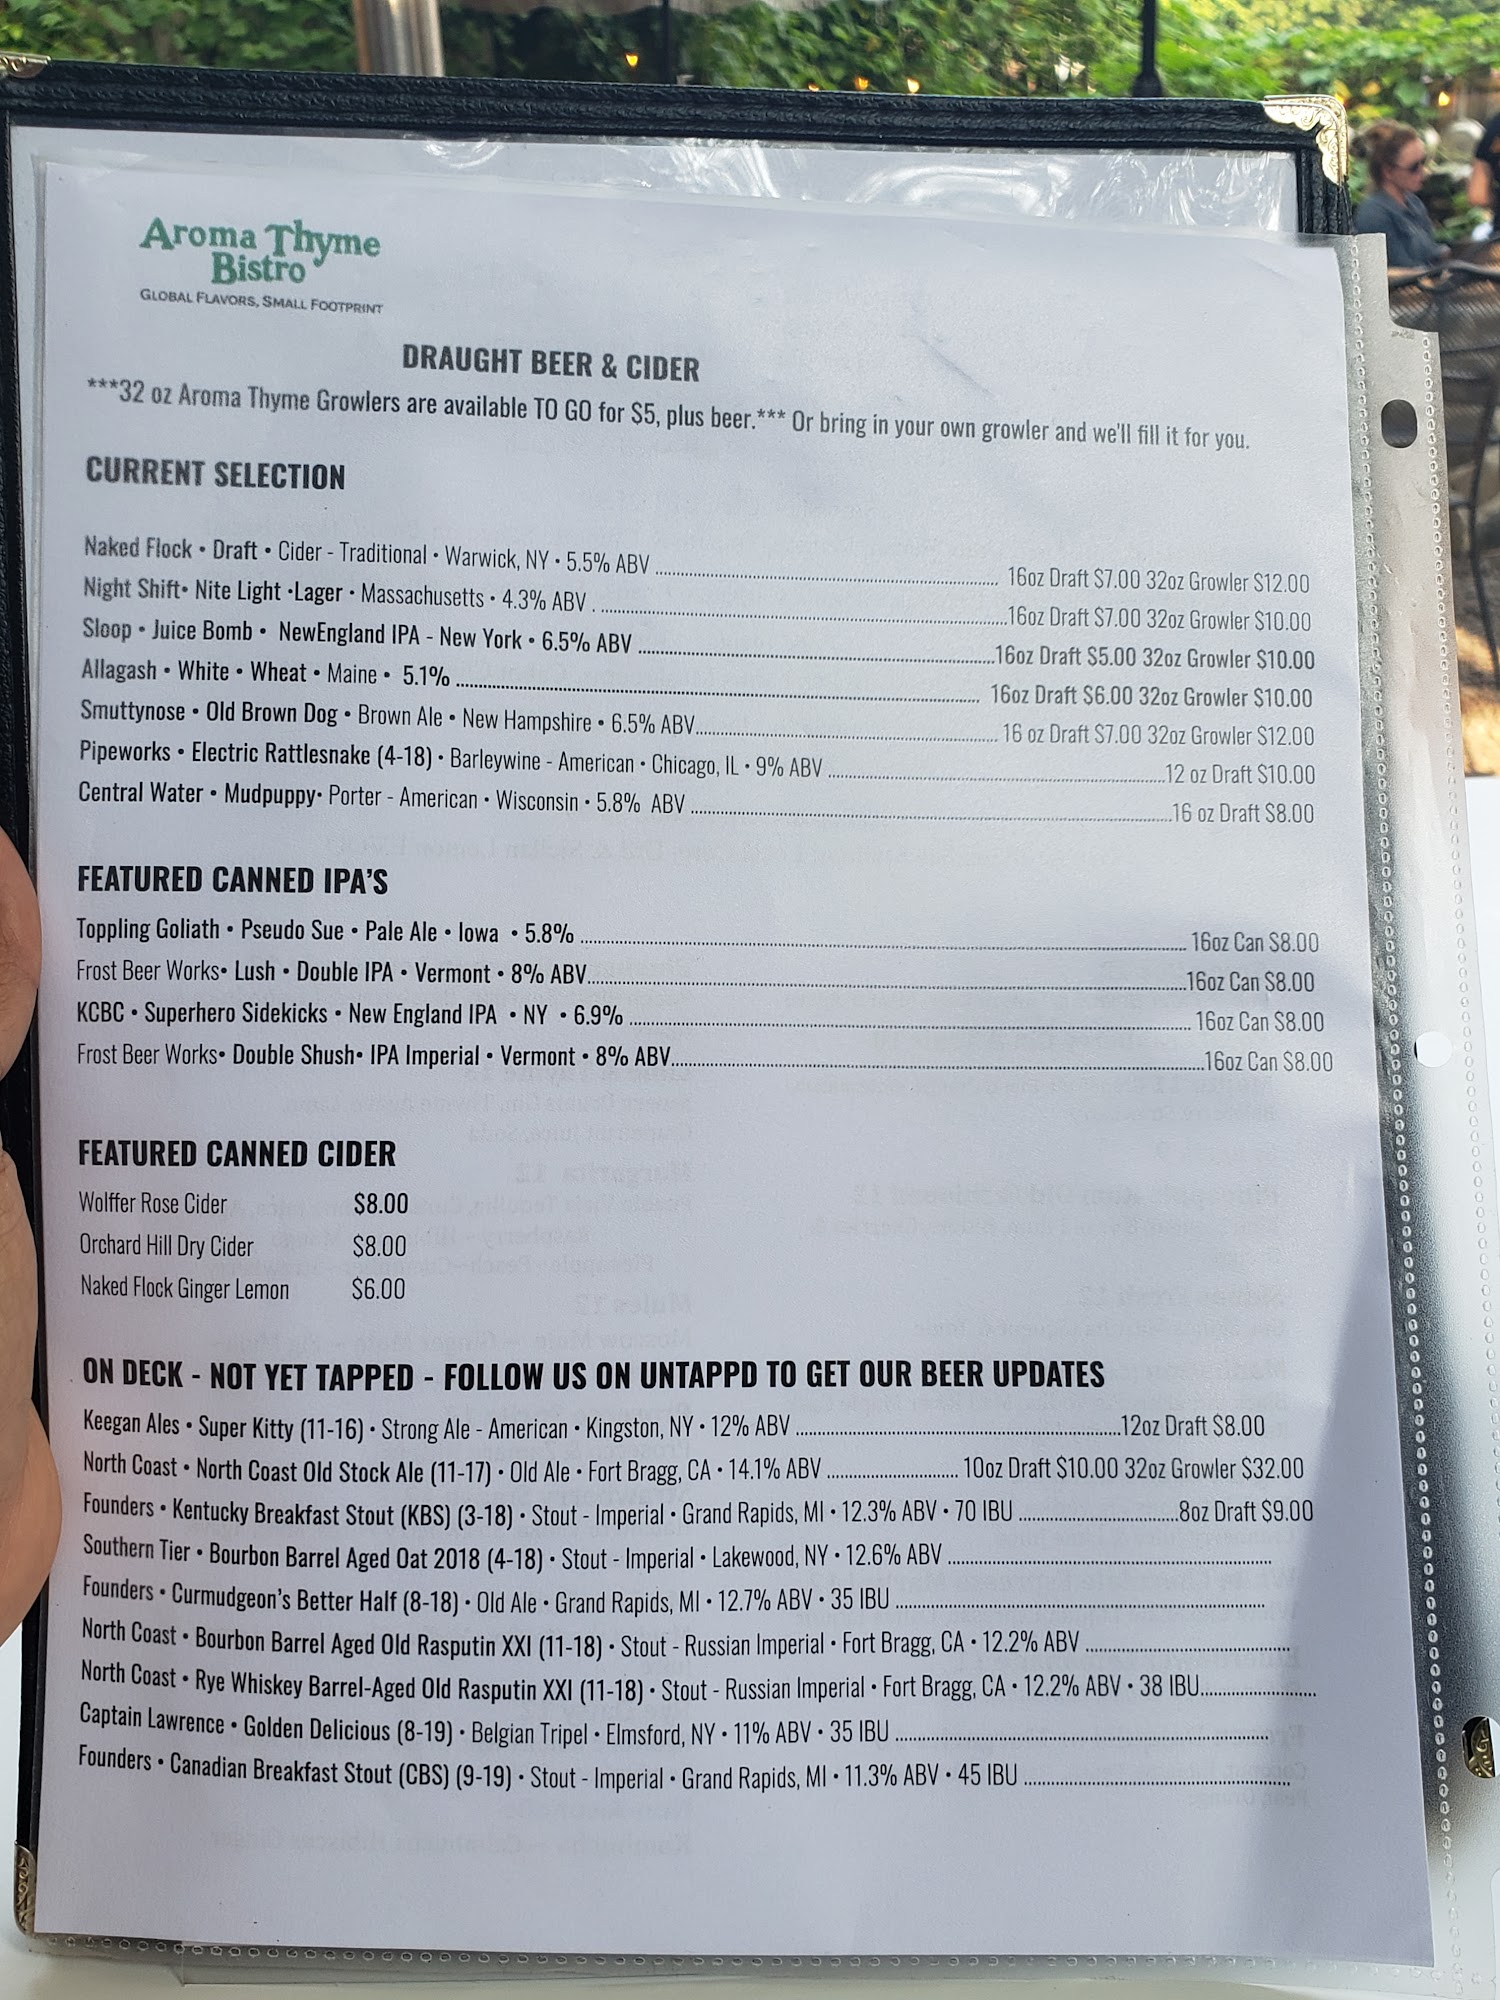 Aroma Thyme
Bistro
GLOBAL FLAVORS, SMALL FOOTPRINT
DRAUGHT BEER & CIDER
***32 oz Aroma Thyme Growlers are available TO GO for $5, plus beer.*** Or bring in your own growler and we'll fill it for you.
CURRENT SELECTION
Naked Flock • Draft • Cider - Traditional • Warwick, NY • 5.5% ABV ........ 16oz Draft $7.00 32oz Growler $12.00
Night Shift• Nite Light •Lager • Massachusetts • 4.3% ABV . ........16oz Draft $7.00 32oz Growler $10.00
Sloop • Juice Bomb • NewEngland IPA - New York • 6.5% ABV ........16oz Draft $5.00 32oz Growler $10.00
Allagash • White • Wheat • Maine • 5.1% ........ 16oz Draft $6.00 32oz Growler $10.00
Smuttynose • Old Brown Dog • Brown Ale • New Hampshire • 6.5% ABV........ 16 oz Draft $7.00 32oz Growler $12.00
Pipeworks • Electric Rattlesnake (4-18) • Barleywine - American • Chicago, IL • 9% ABV ........12 oz Draft $10.00
Central Water • Mudpuppy• Porter - American • Wisconsin • 5.8% ABV ........16 oz Draft $8.00
FEATURED CANNED IPA'S
Toppling Goliath • Pseudo Sue • Pale Ale • Iowa • 5.8% ........ 16oz Can $8.00
Frost Beer Works• Lush • Double IPA • Vermont • 8% ABV........16oz Can $8.00
KCBC • Superhero Sidekicks • New England IPA • NY • 6.9% ........ 16oz Can $8.00
Frost Beer Works• Double Shush• IPA Imperial • Vermont • 8% ABV........16oz Can $8.00
FEATURED CANNED CIDER
Wolffer Rose Cider $8.00
Orchard Hill Dry Cider $8.00
Naked Flock Ginger Lemon $6.00
ON DECK - NOT YET TAPPED - FOLLOW US ON UNTAPPD TO GET OUR BEER UPDATES
Keegan Ales • Super Kitty (11-16) • Strong Ale - American • Kingston, NY • 12% ABV ........12oz Draft $8.00
North Coast • North Coast Old Stock Ale (11-17) • Old Ale • Fort Bragg, CA • 14.1% ABV ........ 10oz Draft $10.00 32oz Growler $32.00
Founders • Kentucky Breakfast Stout (KBS) (3-18) • Stout - Imperial • Grand Rapids, MI • 12.3% ABV • 70 IBU ........8oz Draft $9.00
Southern Tier • Bourbon Barrel Aged Oat 2018 (4-18) • Stout - Imperial • Lakewood, NY • 12.6% ABV ........
Founders • Curmudgeon's Better Half (8-18) • Old Ale • Grand Rapids, MI • 12.7% ABV • 35 IBU ........
North Coast • Bourbon Barrel Aged Old Rasputin XXI (11-18) • Stout - Russian Imperial • Fort Bragg, CA • 12.2% ABV ........
North Coast • Rye Whiskey Barrel-Aged Old Rasputin XXI (11-18) • Stout - Russian Imperial • Fort Bragg, CA • 12.2% ABV • 38 IBU........
Captain Lawrence • Golden Delicious (8-19) • Belgian Tripel • Elmsford, NY • 11% ABV • 35 IBU ........
Founders • Canadian Breakfast Stout (CBS) (9-19) • Stout - Imperial • Grand Rapids, MI • 11.3% ABV • 45 IBU ........